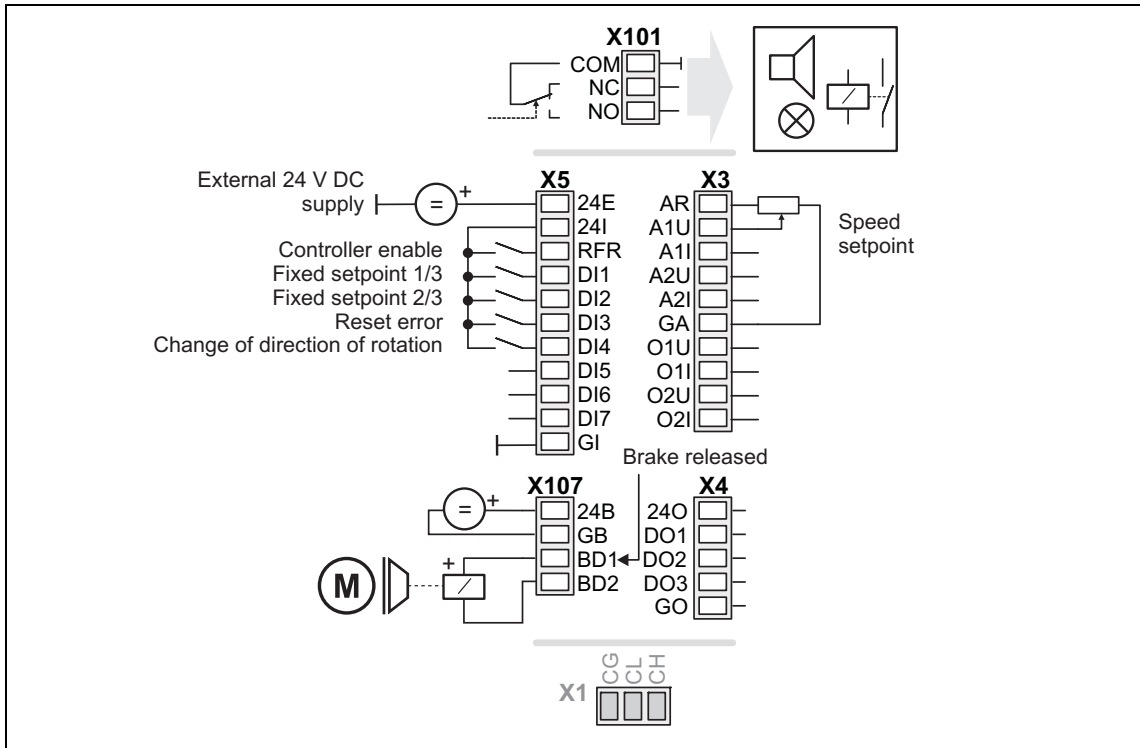 X101
COM
NC
NO
External 24 V DC
supply
=
+
X5
24E
24I
RFR
DI1
DI2
DI3
DI4
DI5
DI6
DI7
GI
Controller enable
Fixed setpoint 1/3
Fixed setpoint 2/3
Reset error
Change of direction of rotation
X3
AR
A1U
A1I
A2U
A2I
GA
O1U
O1I
O2U
O2I
Speed
setpoint
Brake released
X107
=
+
24B
GB
BD1
BD2
M
+
X4
24O
DO1
DO2
DO3
GO
X1
CG
CL
CH